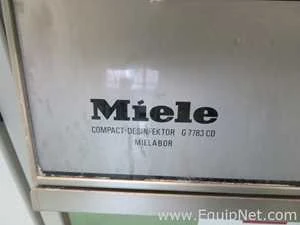 Miele
COMPACT-DESINFEKTOR G 7783 CD
MIELABOR
www.EquipNet.com